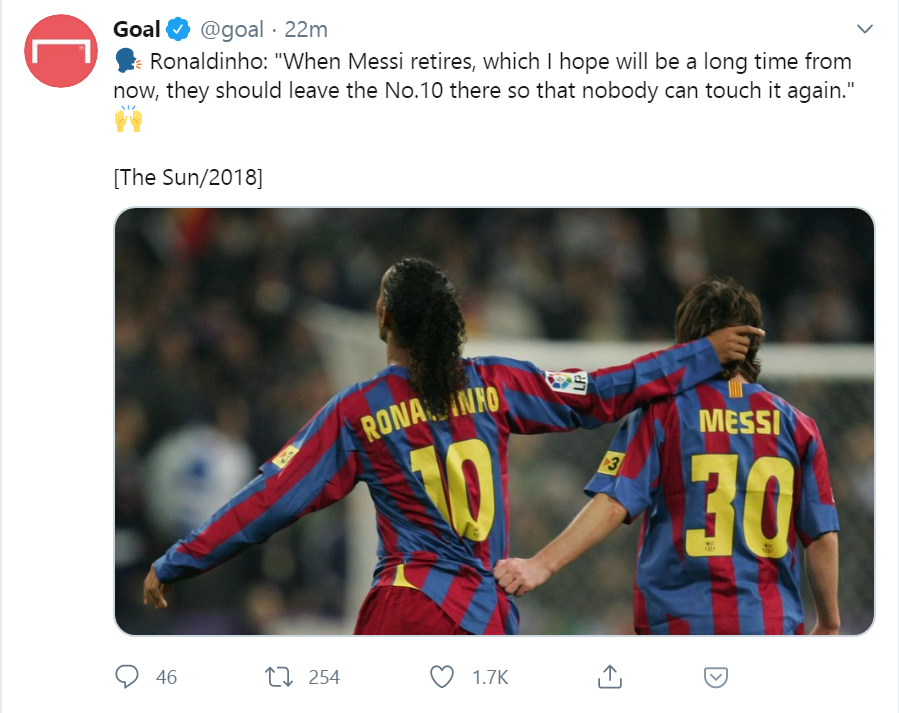 Goal @goal · 22m
Ronaldinho: "When Messi retires, which I hope will be a long time from
now, they should leave the No.10 there so that nobody can touch it again."
[The Sun/2018]
RONALDINHO
10
LFP
3
MESSI
30
3
46 254 1.7K